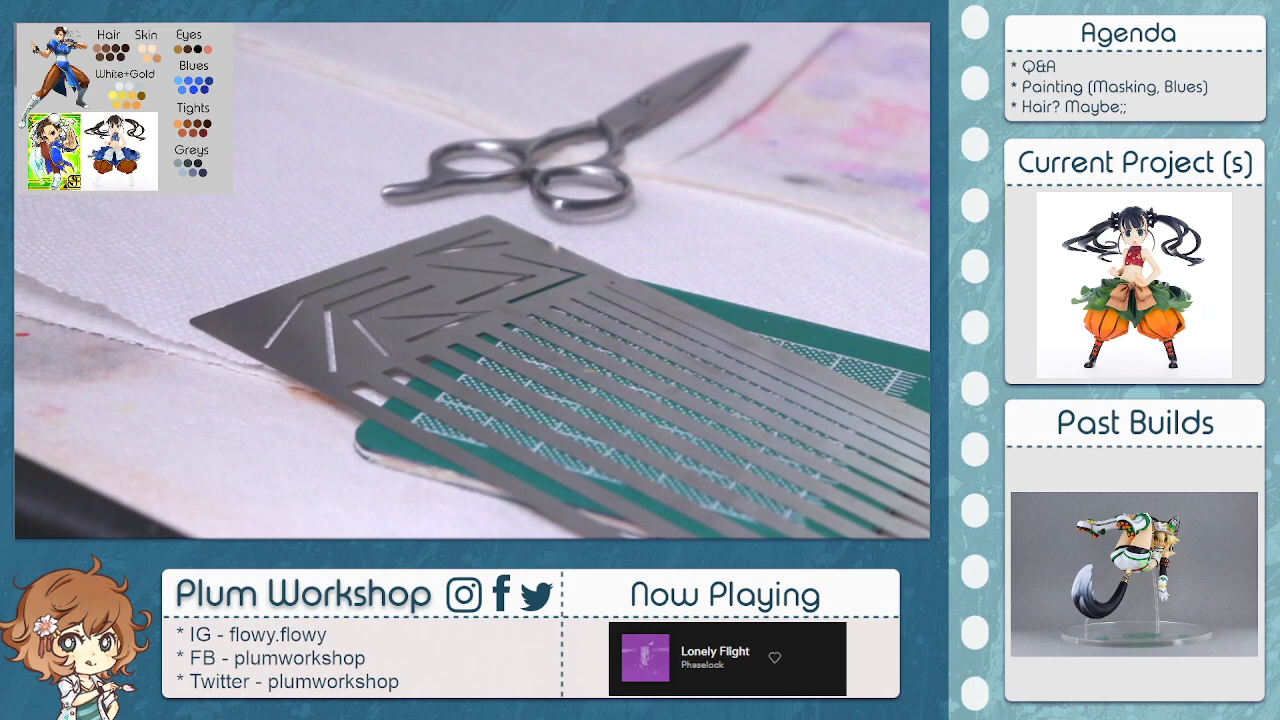 Hair Skin Eyes
White+Gold
Blues
Tights
Greys
Agenda
* Q&A
* Painting (Masking, Blues)
* Hair? Maybe;;
Current Project (s)
Past Builds
Plum Workshop
* IG - flowy.flowy
* FB - plumworkshop
* Twitter - plumworkshop
Now Playing
Lonely Flight
Phaselock